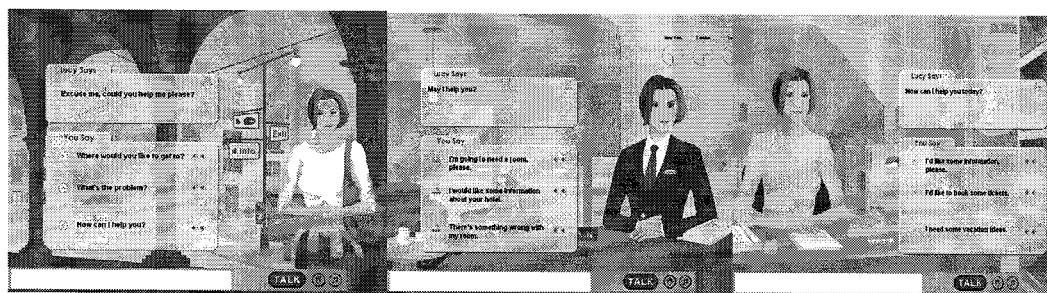 Lucy Says
Excuse me, could you help me please?
You Say
Where would you like to get to?
What's the problem?
How can I help you?
Exit
Info
TALK
Lucy Says
May I help you?
You Say
I'm going to need a room,
please.
I would like some information
about your hotel.
There's something wrong with
my room.
TALK
Lucy Says
How can I help you today?
You Say
I'd like some information,
please.
I'd like to book some tickets.
I need some vacation ideas.
TALK